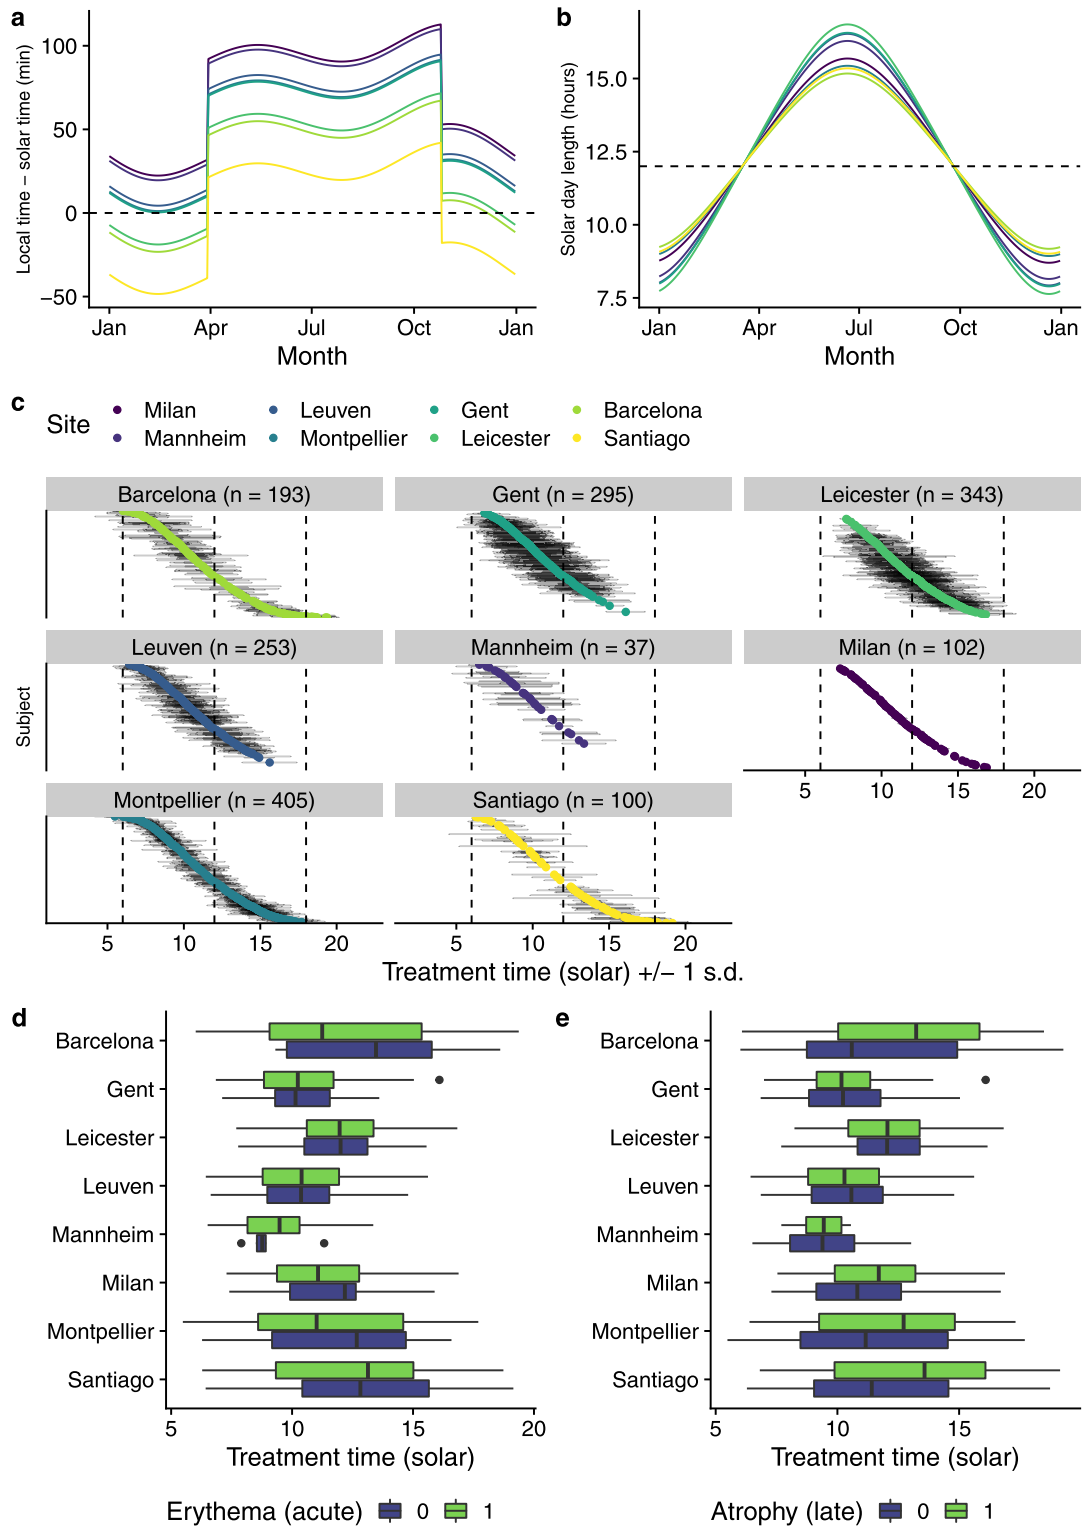 a
Local time − solar time (min)
100
50
0
−50
Jan Apr Jul Oct Jan
Month
b
Solar day length (hours)
15.0
12.5
10.0
7.5
Jan Apr Jul Oct Jan
Month
c
Site
Milan Leuven Gent Barcelona
Mannheim Montpellier Leicester Santiago
Barcelona (n = 193) Gent (n = 295) Leicester (n = 343)
Leuven (n = 253) Mannheim (n = 37) Milan (n = 102)
Subject
5 10 15 20
Montpellier (n = 405) Santiago (n = 100)
5 10 15 20 5 10 15 20
Treatment time (solar) +/− 1 s.d.
d
Barcelona
Gent
Leicester
Leuven
Mannheim
Milan
Montpellier
Santiago
5 10 15 20
Treatment time (solar)
Erythema (acute) 0 1
e
Barcelona
Gent
Leicester
Leuven
Mannheim
Milan
Montpellier
Santiago
5 10 15
Treatment time (solar)
Atrophy (late) 0 1